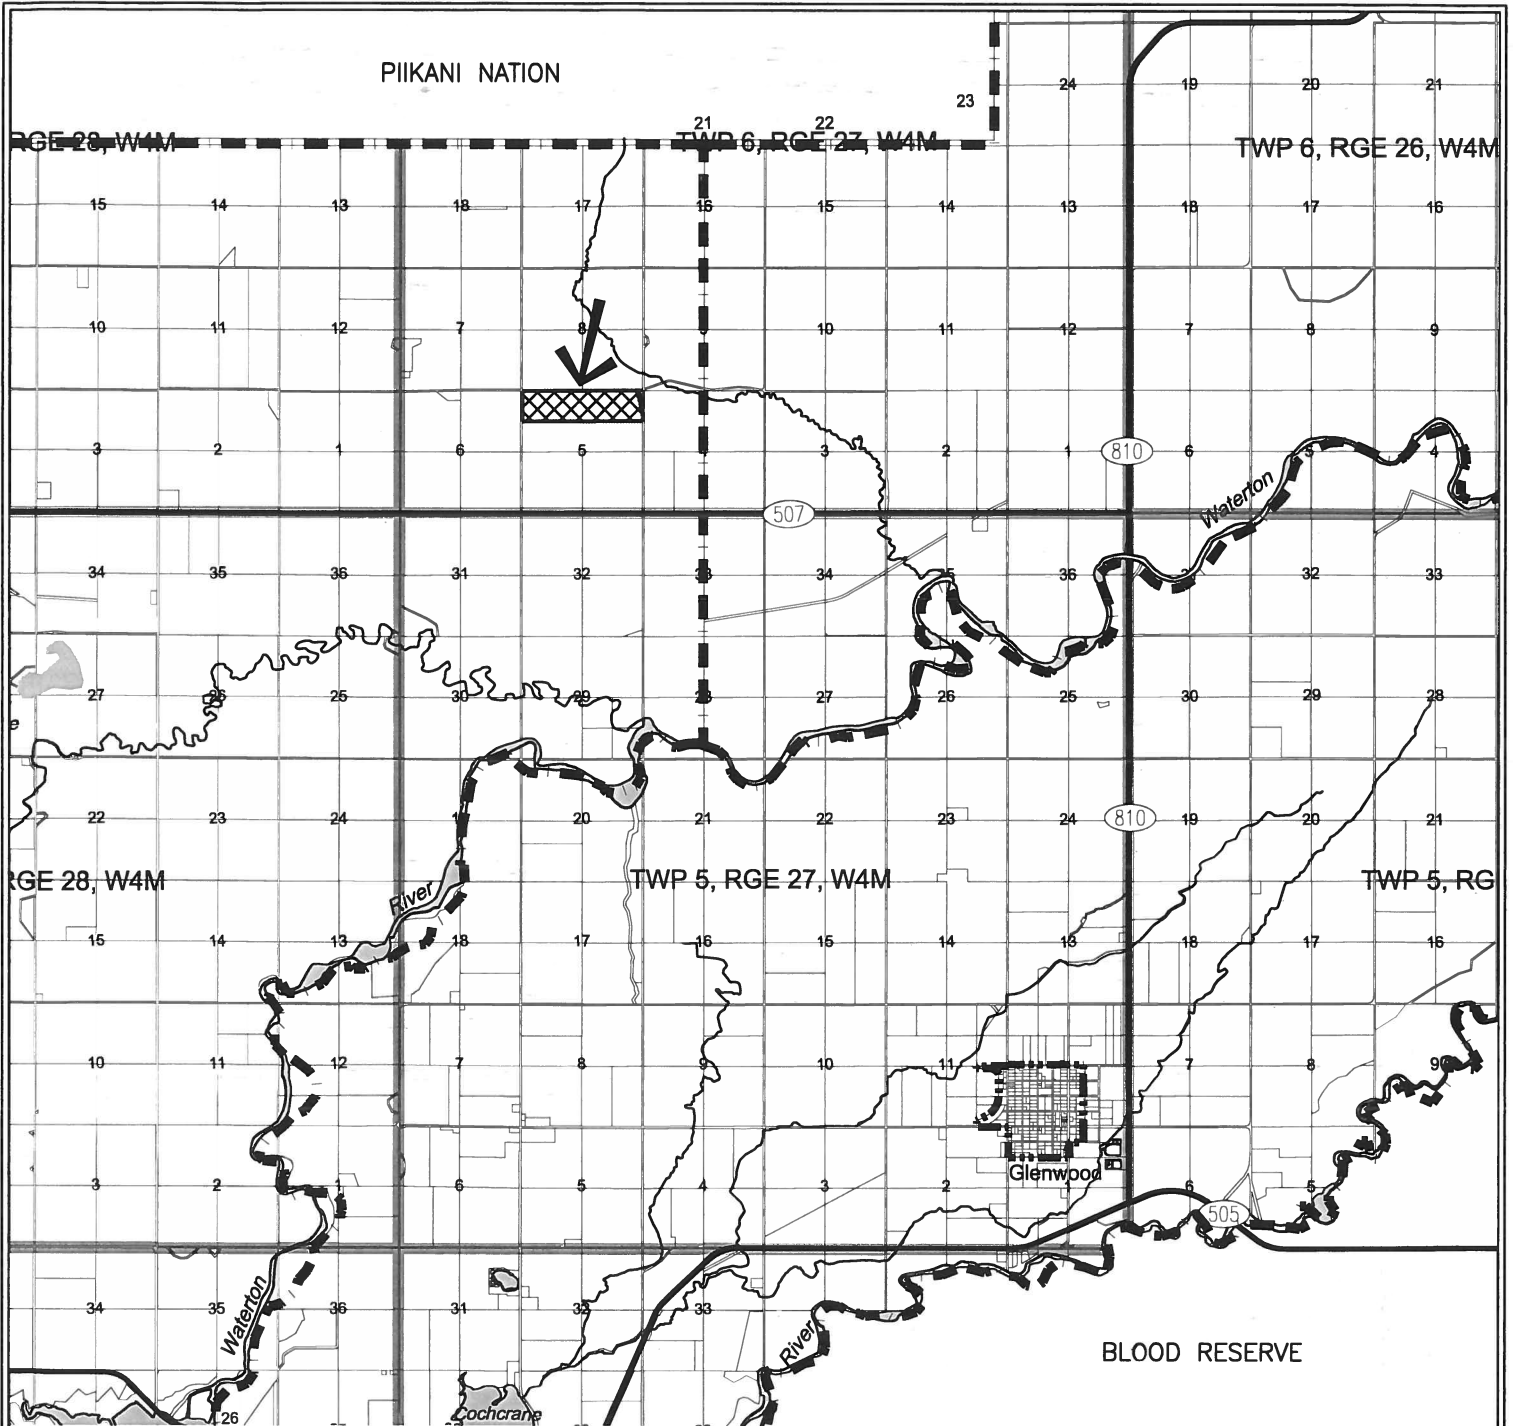 PIIKANI NATION
24 19 20 21
23
21 22
RGE 28, W4M TWP 6, RGE 27, W4M TWP 6, RGE 26, W4M
15 14 13 18 17 16 15 14 13 18 17 16
10 11 12 7 8 9 10 11 12 7 8 9
3 2 1 6 5 4 3 2 1 810 6 3 4
Waterton
507
34 35 36 31 32 33 34 35 36 32 33
27 26 25 30 29 28 27 26 25 30 29 28
e
22 23 24 20 21 22 23 24 810 19 20 21
RGE 28, W4M TWP 5, RGE 27, W4M TWP 5, RG
River
15 14 13 18 17 16 15 14 13 18 17 16
10 11 12 7 8 9 10 11 7 8 9
Glenwood
3 2 1 6 5 4 3 2 1 6 5
505
Waterton
34 35 36 31 32 33
River
BLOOD RESERVE
Cochrane
26